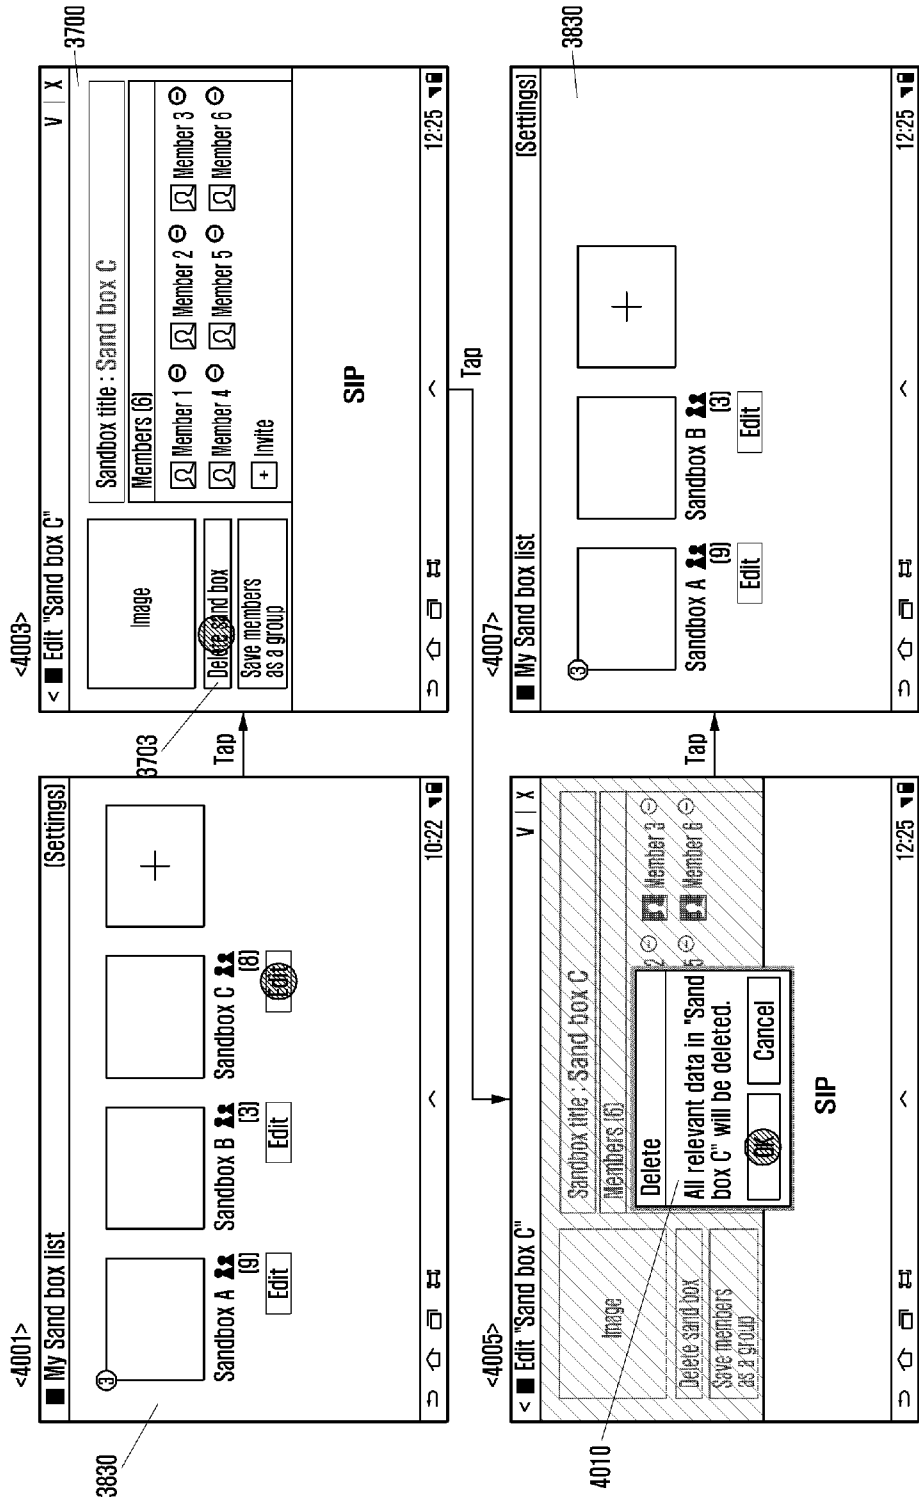 <4001>
■ My Sand box list
(Settings)
3
Sandbox A
(9)
Edit
Sandbox B
(3)
Edit
Sandbox C
(8)
Edit
+
10:22
3830
Tap
<4003>
< ■ Edit "Sand box C"
V | X
Image
Delete sand box
Save members
as a group
Sandbox title : Sand box C
Members (6)
Member 1
Member 2
Member 3
Member 4
Member 5
Member 6
+ Invite
SIP
12:25
3700
3703
Tap
<4005>
< ■ Edit "Sand box C"
V | X
Image
Delete sand box
Save members
as a group
Sandbox title : Sand box C
Members (6)
2
Member 3
5
Member 6
Delete
All relevant data in "Sand
box C" will be deleted.
OK
Cancel
SIP
12:25
4010
Tap
<4007>
■ My Sand box list
(Settings)
3
Sandbox A
(9)
Edit
Sandbox B
(3)
Edit
+
12:25
3830